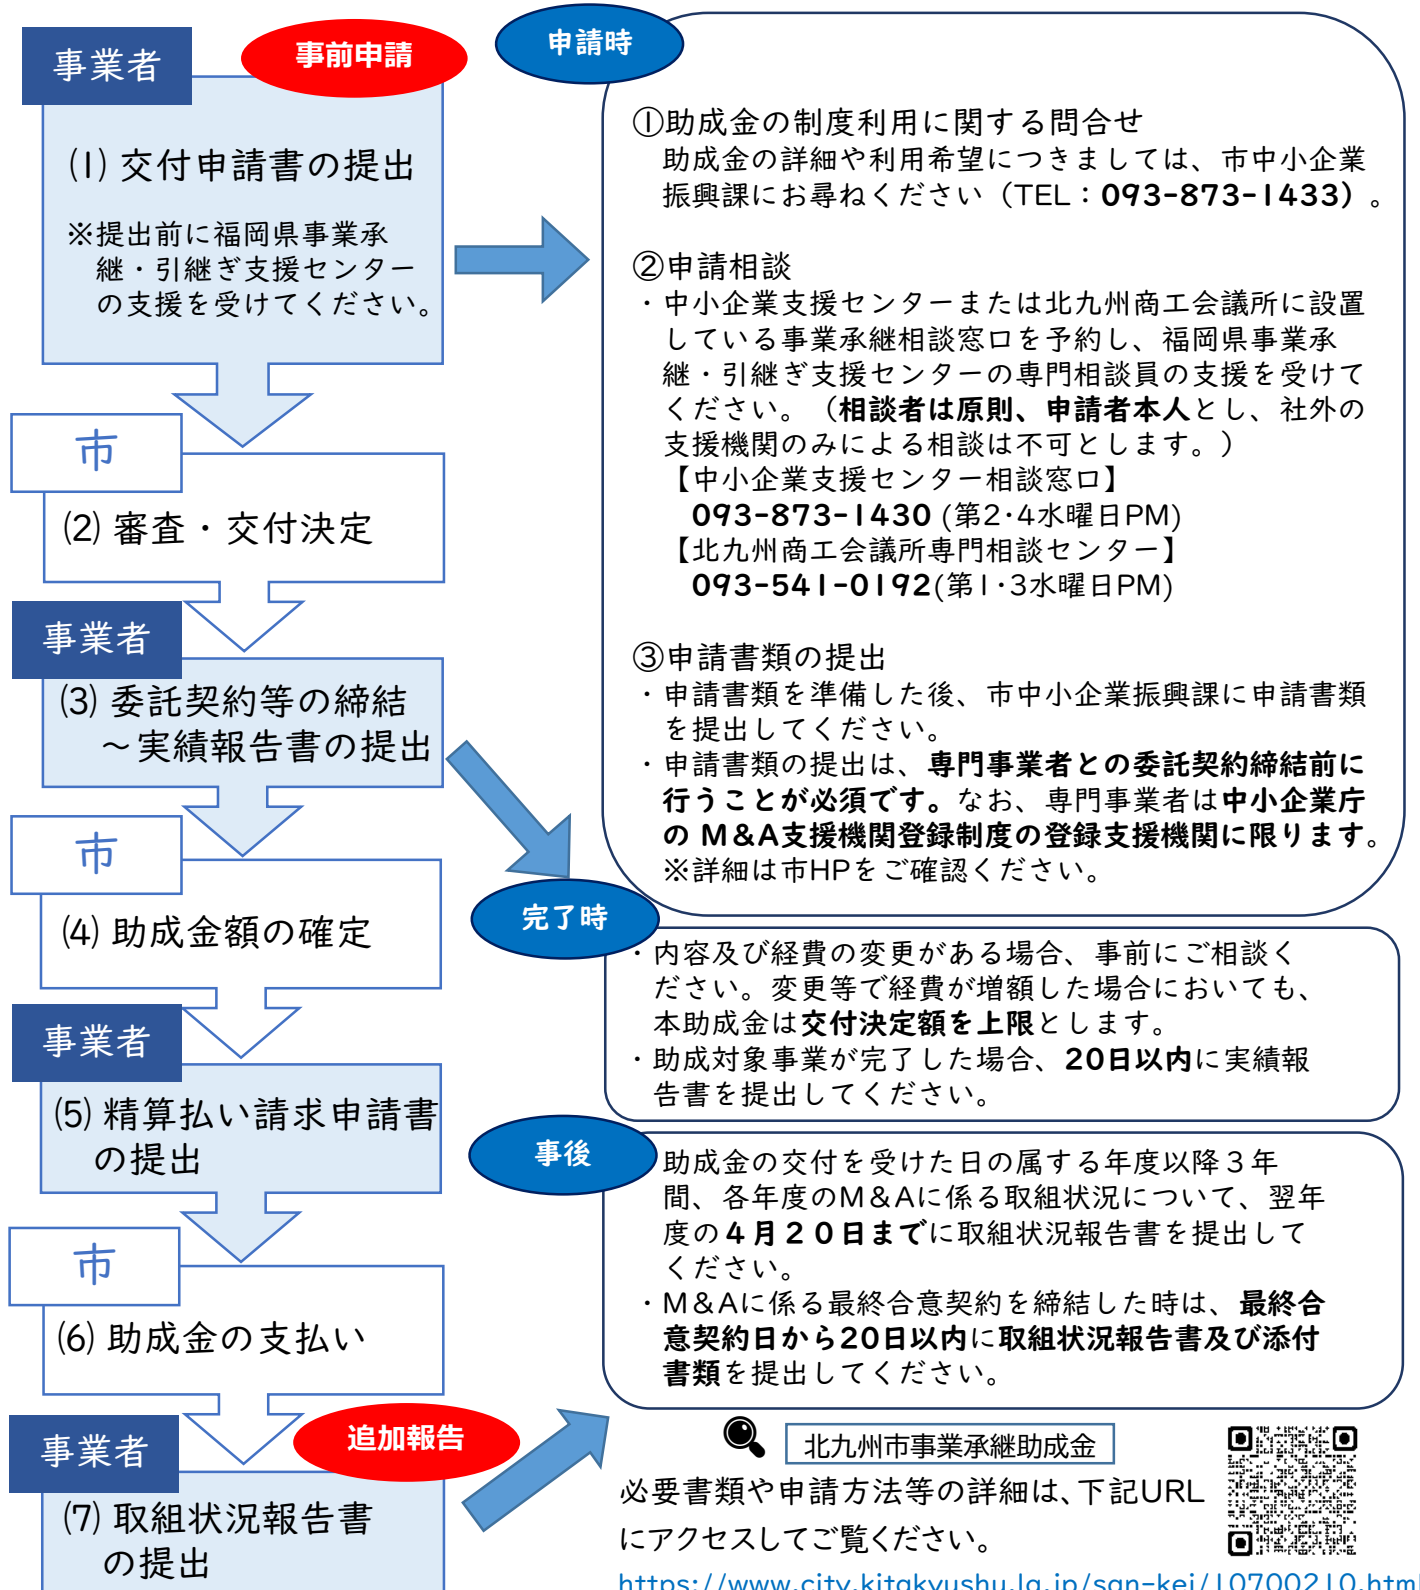 事業者
事前申請
⑴ 交付申請書の提出
※提出前に福岡県事業承
継・引継ぎ支援センター
の支援を受けてください。
市
⑵ 審査・交付決定
事業者
⑶ 委託契約等の締結
～実績報告書の提出
市
⑷ 助成金額の確定
事業者
⑸ 精算払い請求申請書
の提出
市
⑹ 助成金の支払い
事業者
追加報告
⑺ 取組状況報告書
の提出
申請時
①助成金の制度利用に関する問合せ
助成金の詳細や利用希望につきましては、市中小企業
振興課にお尋ねください（TEL：093-873-1433）。
②申請相談
・中小企業支援センターまたは北九州商工会議所に設置
している事業承継相談窓口を予約し、福岡県事業承
継・引継ぎ支援センターの専門相談員の支援を受けて
ください。（相談者は原則、申請者本人とし、社外の
支援機関のみによる相談は不可とします。）
【中小企業支援センター相談窓口】
093-873-1430 (第2･4水曜日PM)
【北九州商工会議所専門相談センター】
093-541-0192(第1･3水曜日PM)
③申請書類の提出
・申請書類を準備した後、市中小企業振興課に申請書類
を提出してください。
・申請書類の提出は、専門事業者との委託契約締結前に
行うことが必須です。なお、専門事業者は中小企業庁
の M＆A支援機関登録制度の登録支援機関に限ります。
※詳細は市HPをご確認ください。
完了時
・内容及び経費の変更がある場合、事前にご相談く
ださい。変更等で経費が増額した場合においても、
本助成金は交付決定額を上限とします。
・助成対象事業が完了した場合、20日以内に実績報
告書を提出してください。
事後
助成金の交付を受けた日の属する年度以降３年
間、各年度のM＆Aに係る取組状況について、翌年
度の４月２０日までに取組状況報告書を提出して
ください。
・M＆Aに係る最終合意契約を締結した時は、最終合
意契約日から20日以内に取組状況報告書及び添付
書類を提出してください。
北九州市事業承継助成金
必要書類や申請方法等の詳細は、下記URL
にアクセスしてご覧ください。
https://www.city.kitakyushu.lg.jp/san-kei/10700210.html